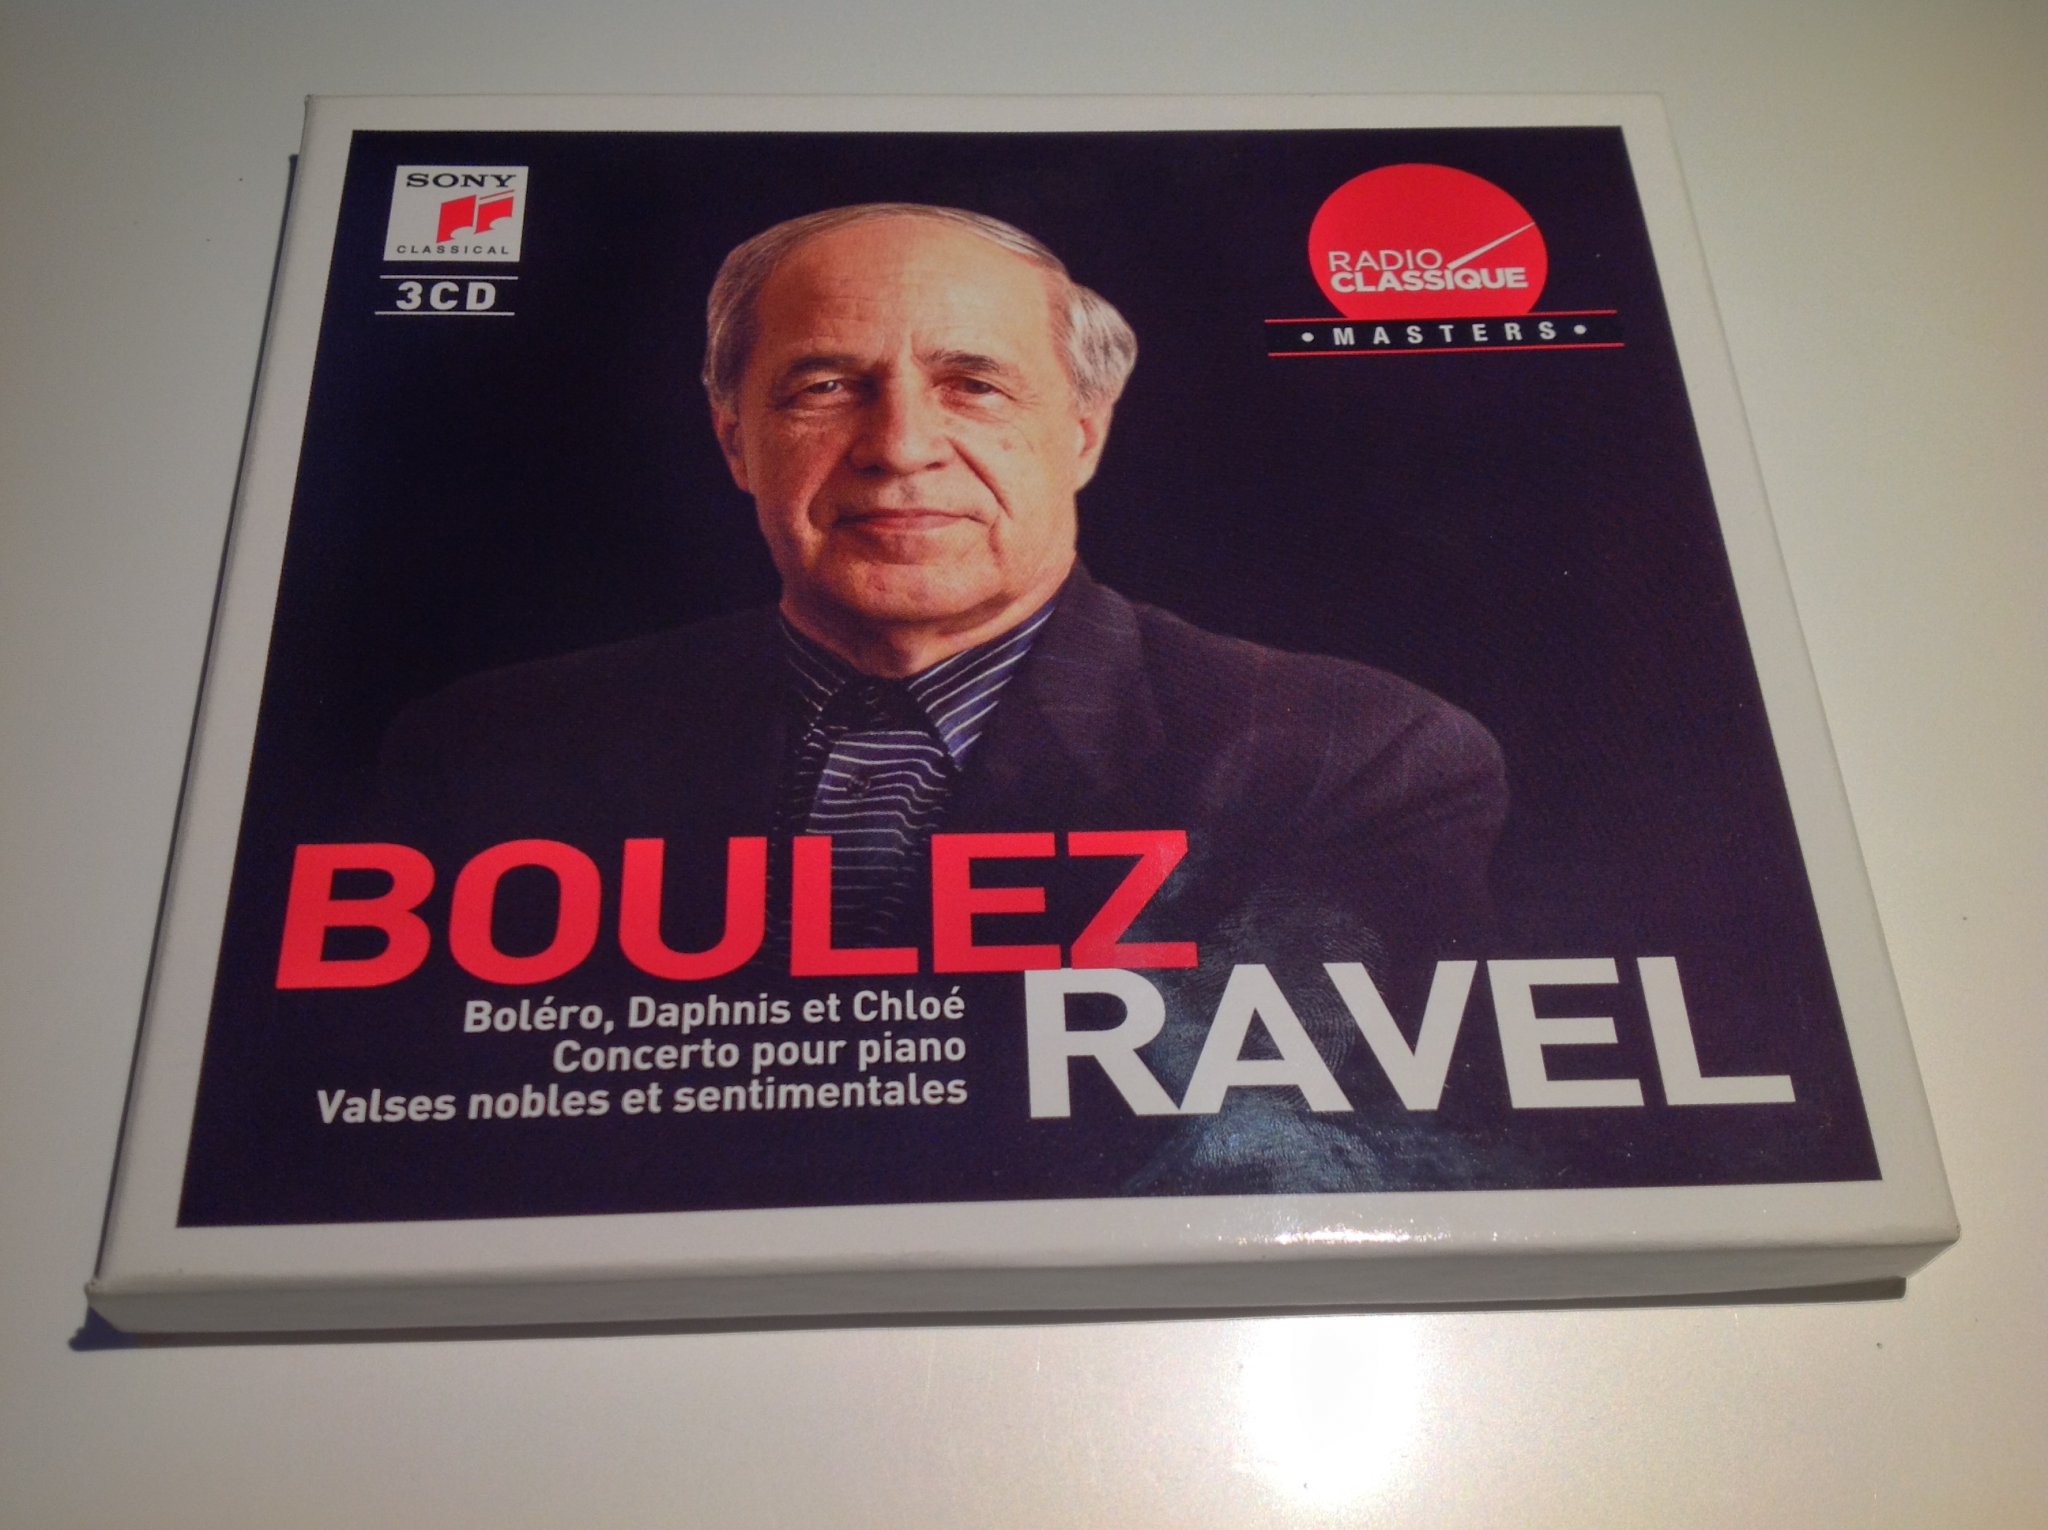 SONY
CLASSICAL
3CD
RADIO
CLASSIQUE
• MASTERS •
BOULEZ
RAVEL
Boléro, Daphnis et Chloé
Concerto pour piano
Valses nobles et sentimentales